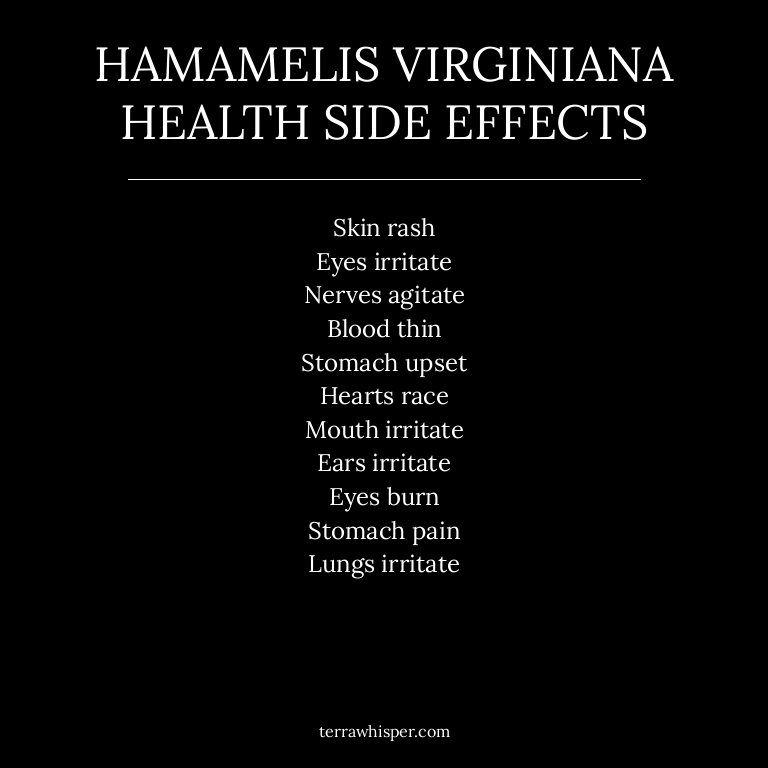 HAMAMELIS VIRGINIANA
HEALTH SIDE EFFECTS
Skin rash
Eyes irritate
Nerves agitate
Blood thin
Stomach upset
Hearts race
Mouth irritate
Ears irritate
Eyes burn
Stomach pain
Lungs irritate
terrawhisper.com